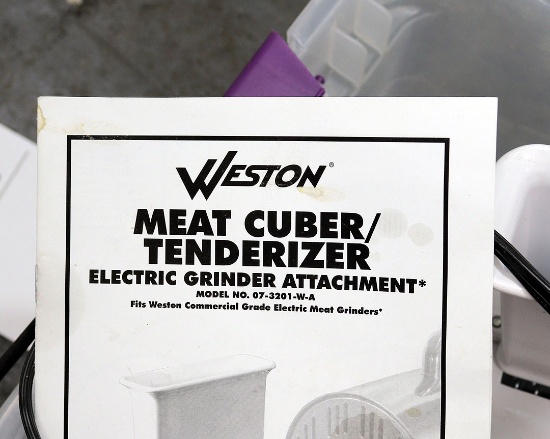 WESTON®
MEAT CUBER/
TENDERIZER
ELECTRIC GRINDER ATTACHMENT*
MODEL NO. 07-3201-W-A
Fits Weston Commercial Grade Electric Meat Grinders*